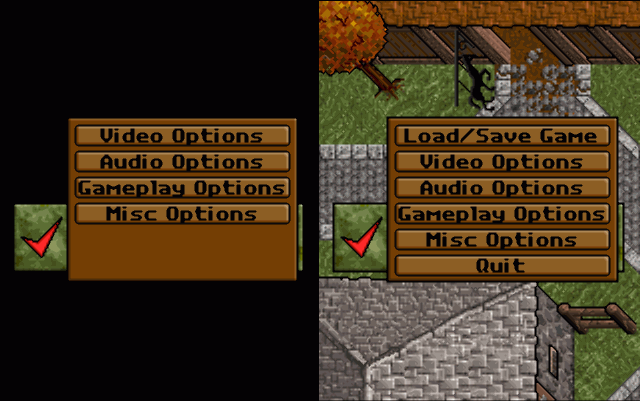 Video Options
Audio Options
Gameplay Options
Misc Options
Load/Save Game
Video Options
Audio Options
Gameplay Options
Misc Options
Quit